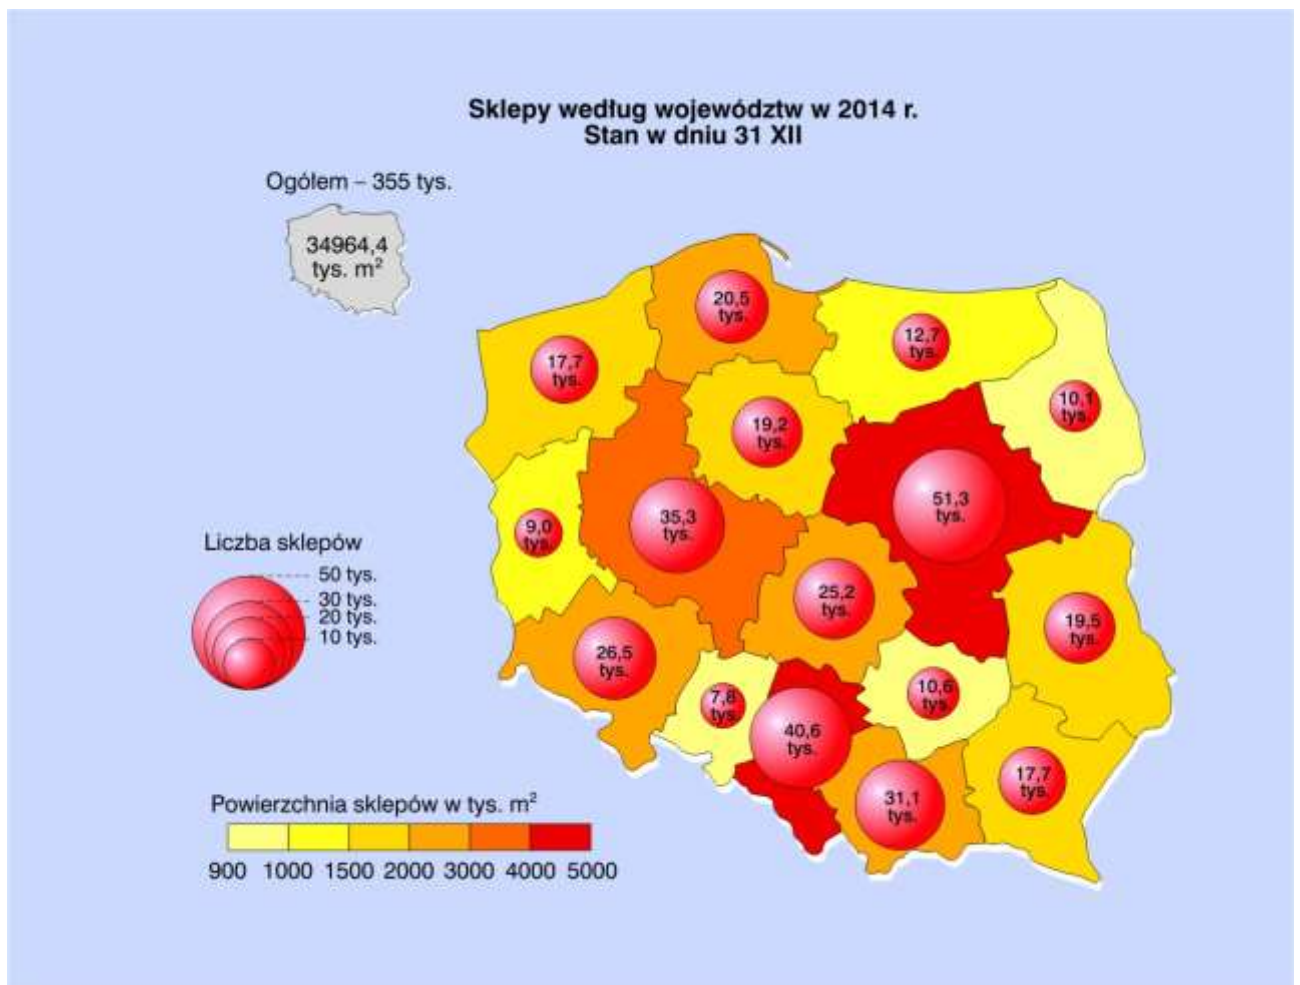 Sklepy według województw w 2014 r.
Stan w dniu 31 XII
Ogółem – 355 tys.
34964,4
tys. m²
20,5
tys.
12,7
tys.
17,7
tys.
10,1
tys.
19,2
tys.
51,3
tys.
35,3
tys.
9,0
tys.
Liczba sklepów
50 tys.
30 tys.
20 tys.
10 tys.
25,2
tys.
19,5
tys.
26,5
tys.
7,8
tys.
10,6
tys.
40,6
tys.
17,7
tys.
31,1
tys.
Powierzchnia sklepów w tys. m²
900 1000 1500 2000 3000 4000 5000